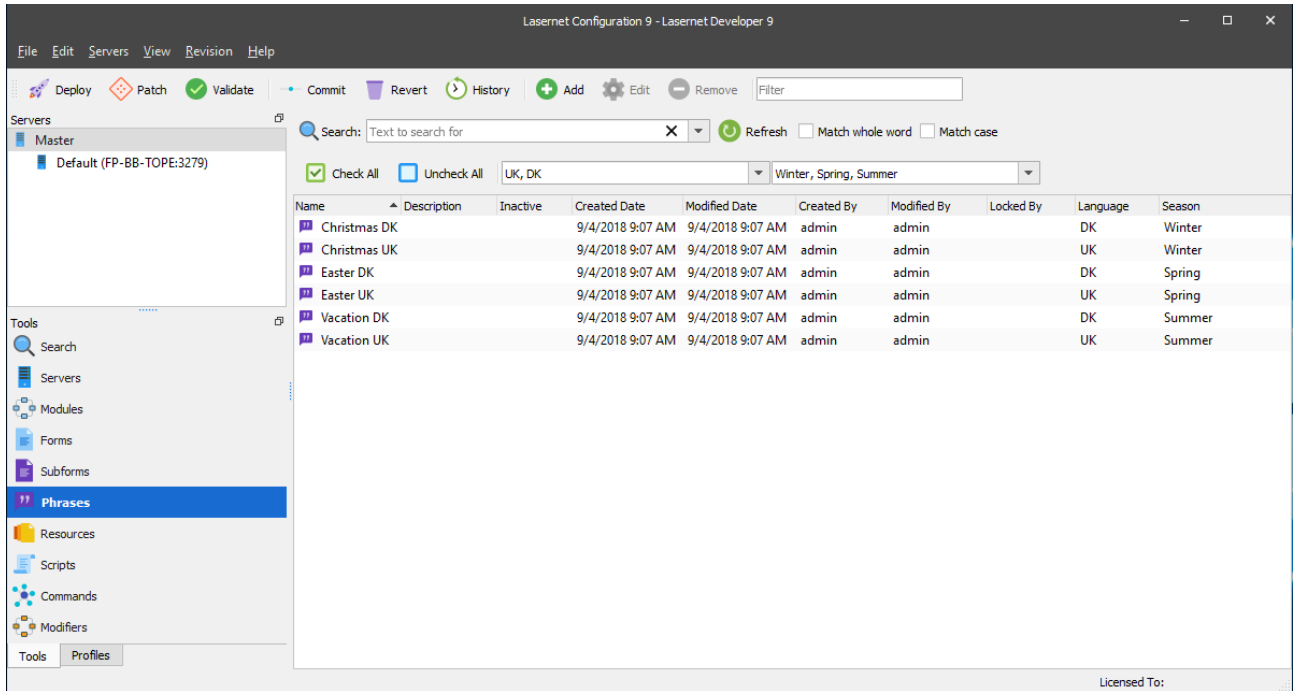 Lasernet Configuration 9 - Lasernet Developer 9
File Edit Servers View Revision Help
Deploy Patch Validate Commit Revert History Add Edit Remove Filter
Servers
Master
Default (FP-BB-TOPE:3279)
Search: Text to search for Refresh Match whole word Match case
Check All Uncheck All UK, DK Winter, Spring, Summer
Name Description Inactive Created Date Modified Date Created By Modified By Locked By Language Season
Christmas DK 9/4/2018 9:07 AM 9/4/2018 9:07 AM admin admin DK Winter
Christmas UK 9/4/2018 9:07 AM 9/4/2018 9:07 AM admin admin UK Winter
Easter DK 9/4/2018 9:07 AM 9/4/2018 9:07 AM admin admin DK Spring
Easter UK 9/4/2018 9:07 AM 9/4/2018 9:07 AM admin admin UK Spring
Vacation DK 9/4/2018 9:07 AM 9/4/2018 9:07 AM admin admin DK Summer
Vacation UK 9/4/2018 9:07 AM 9/4/2018 9:07 AM admin admin UK Summer
Tools
Search
Servers
Modules
Forms
Subforms
Phrases
Resources
Scripts
Commands
Modifiers
Tools Profiles
Licensed To: